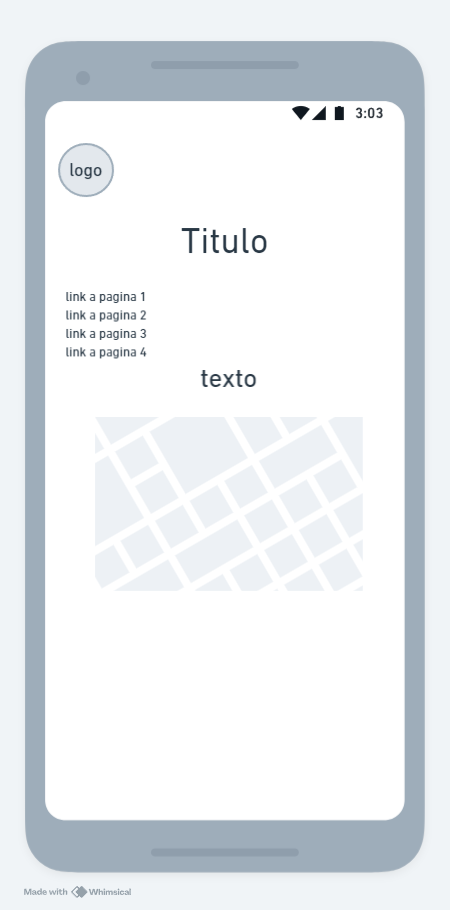 3:03
logo
Titulo
link a pagina 1
link a pagina 2
link a pagina 3
link a pagina 4
texto
Made with Whimsical